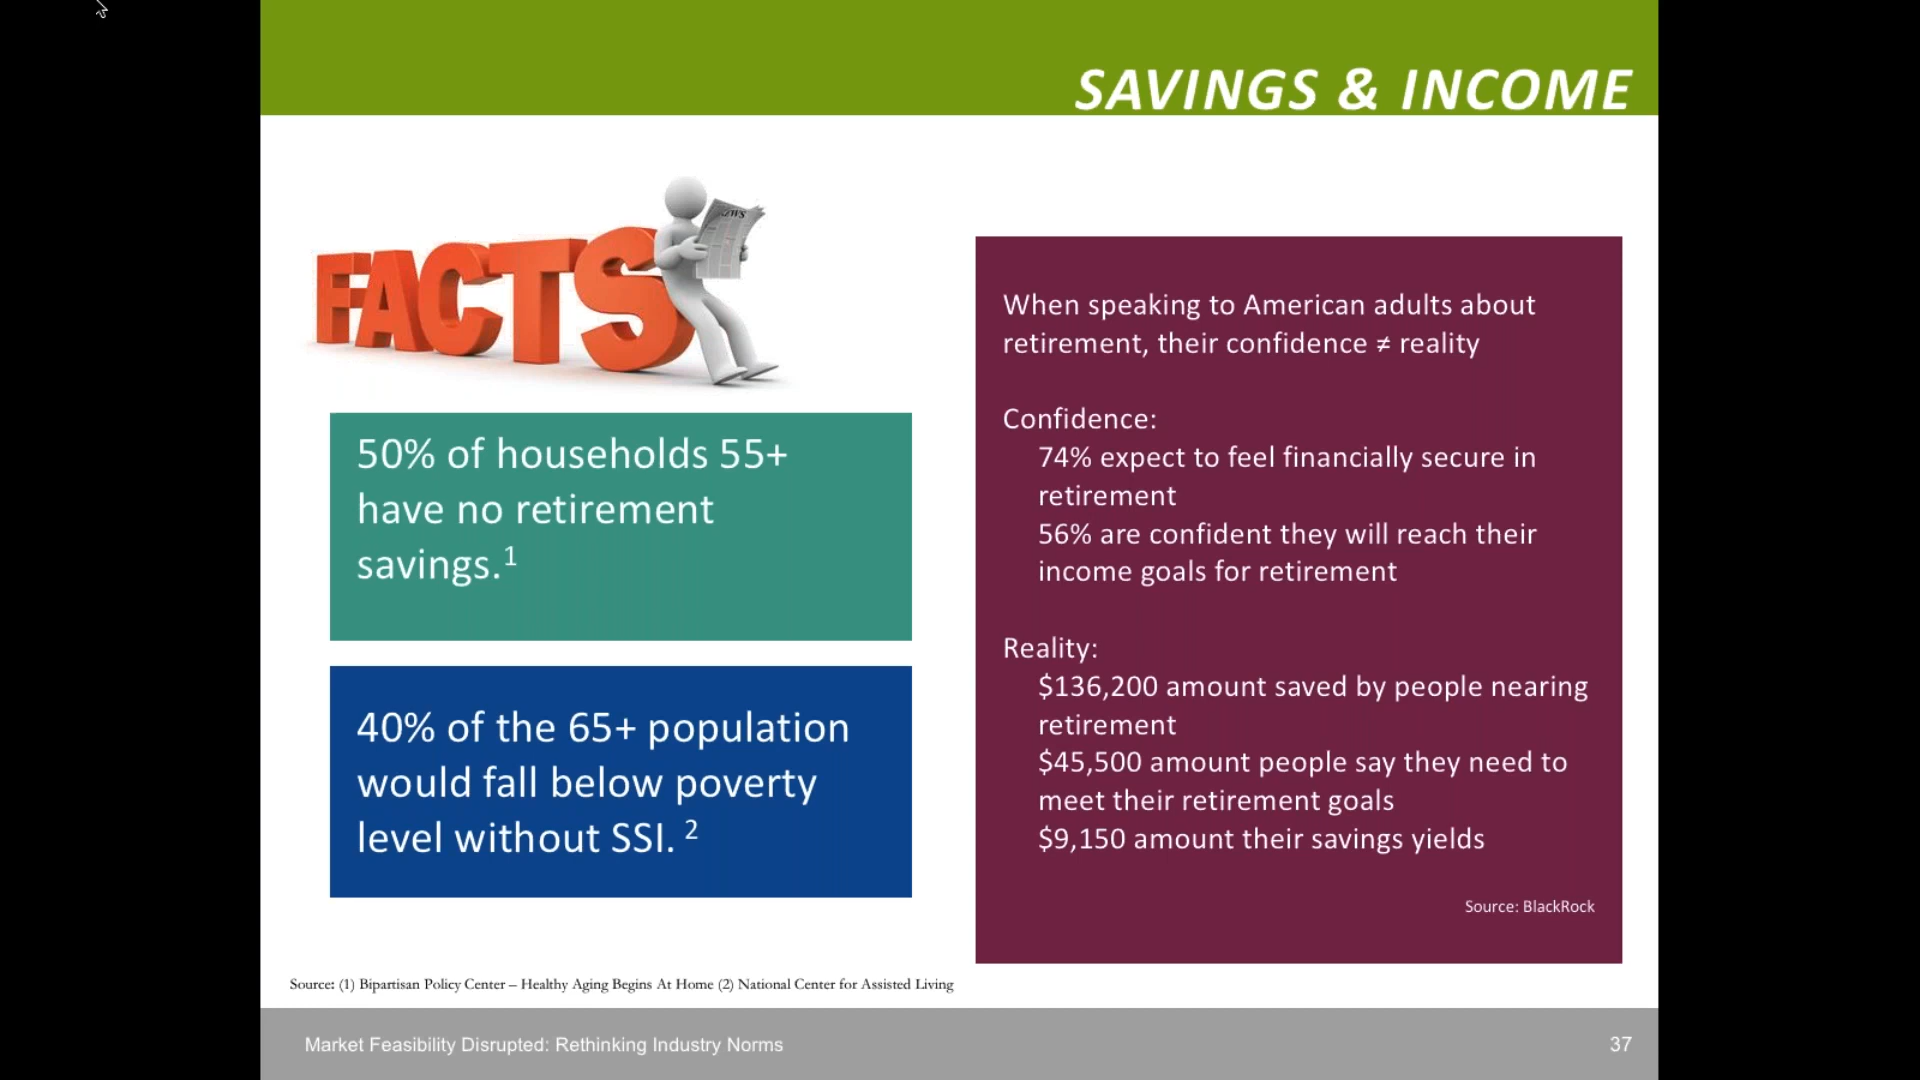 SAVINGS & INCOME
FACTS
NEWS
50% of households 55+
have no retirement
savings.1
40% of the 65+ population
would fall below poverty
level without SSI. 2
When speaking to American adults about
retirement, their confidence ≠ reality
Confidence:
74% expect to feel financially secure in
retirement
56% are confident they will reach their
income goals for retirement
Reality:
$136,200 amount saved by people nearing
retirement
$45,500 amount people say they need to
meet their retirement goals
$9,150 amount their savings yields
Source: BlackRock
Source: (1) Bipartisan Policy Center – Healthy Aging Begins At Home (2) National Center for Assisted Living
Market Feasibility Disrupted: Rethinking Industry Norms
37